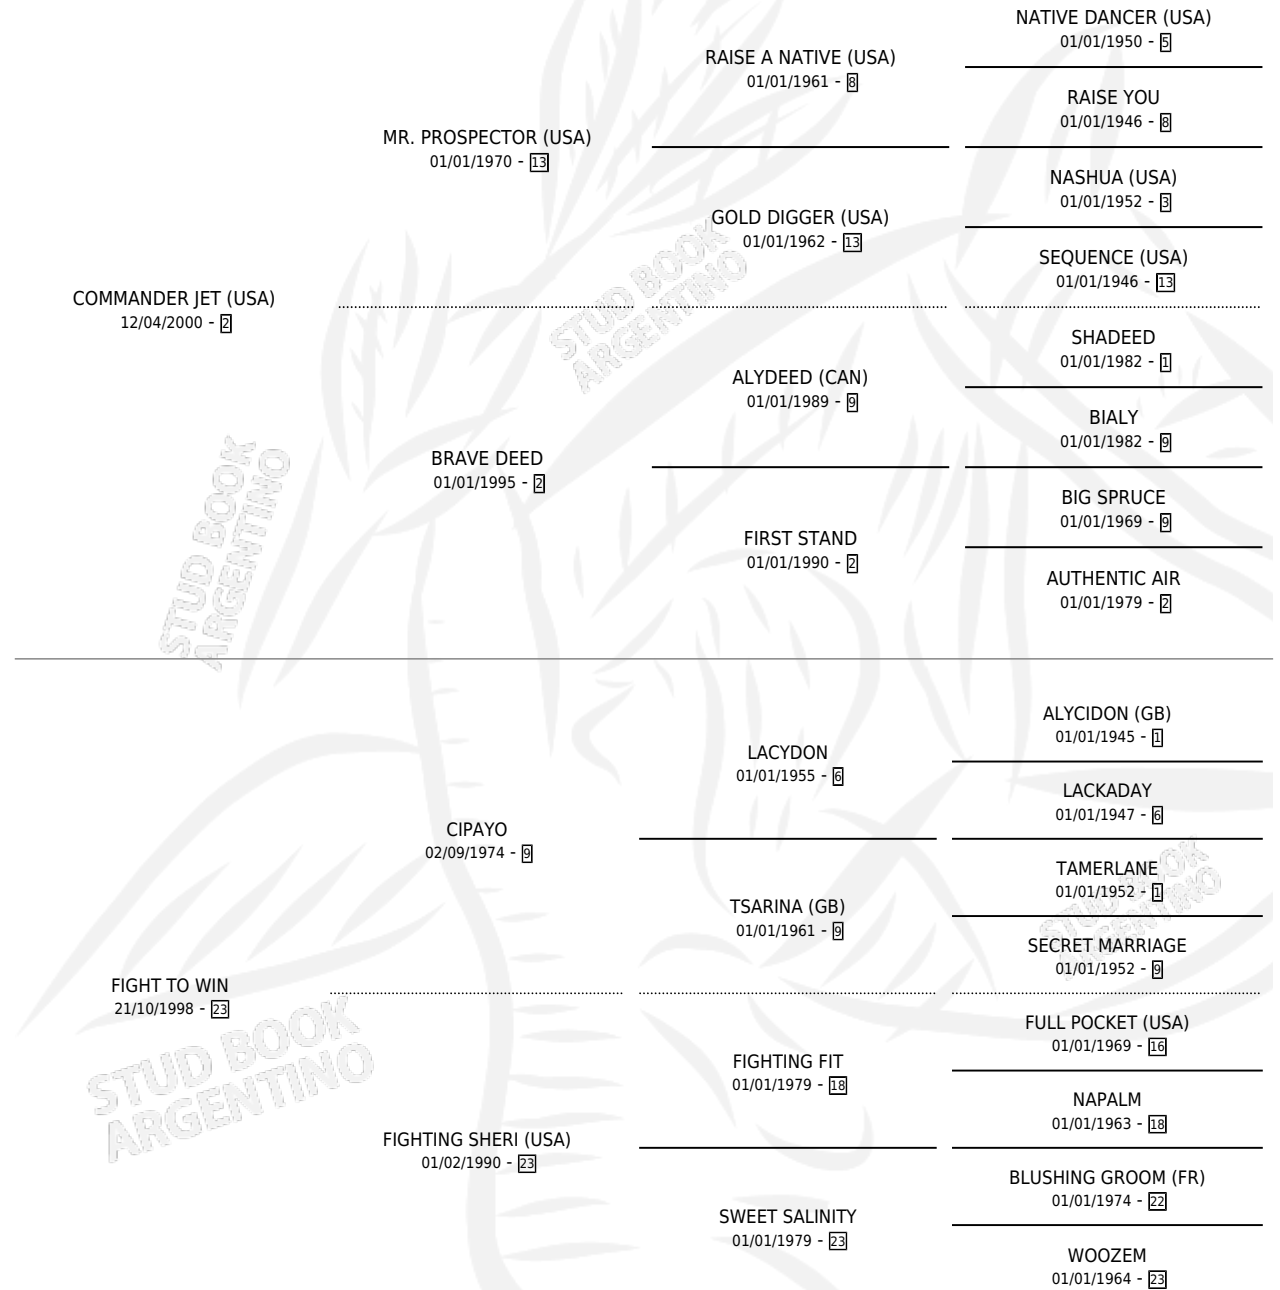 NATIVE DANCER (USA)
01/01/1950 - 5
RAISE A NATIVE (USA)
01/01/1961 - 8
RAISE YOU
01/01/1946 - 8
MR. PROSPECTOR (USA)
01/01/1970 - 13
NASHUA (USA)
01/01/1952 - 3
GOLD DIGGER (USA)
01/01/1962 - 13
SEQUENCE (USA)
01/01/1946 - 13
COMMANDER JET (USA)
12/04/2000 - 2
STUD BOOK
ARGENTINO
SHADEED
01/01/1982 - 1
ALYDEED (CAN)
01/01/1989 - 9
BIALY
01/01/1982 - 9
BRAVE DEED
01/01/1995 - 2
BIG SPRUCE
01/01/1969 - 9
FIRST STAND
01/01/1990 - 2
AUTHENTIC AIR
01/01/1979 - 2
STUD BOOK
ARGENTINO
ALYCIDON (GB)
01/01/1945 - 1
LACYDON
01/01/1955 - 6
LACKADAY
01/01/1947 - 6
CIPAYO
02/09/1974 - 9
TAMERLANE
01/01/1952 - 1
TSARINA (GB)
01/01/1961 - 9
SECRET MARRIAGE
01/01/1952 - 9
STUD BOOK
ARGENTINO
FIGHT TO WIN
21/10/1998 - 23
STUD BOOK
ARGENTINO
FULL POCKET (USA)
01/01/1969 - 16
FIGHTING FIT
01/01/1979 - 18
NAPALM
01/01/1963 - 18
FIGHTING SHERI (USA)
01/02/1990 - 23
BLUSHING GROOM (FR)
01/01/1974 - 22
SWEET SALINITY
01/01/1979 - 23
WOOZEM
01/01/1964 - 23